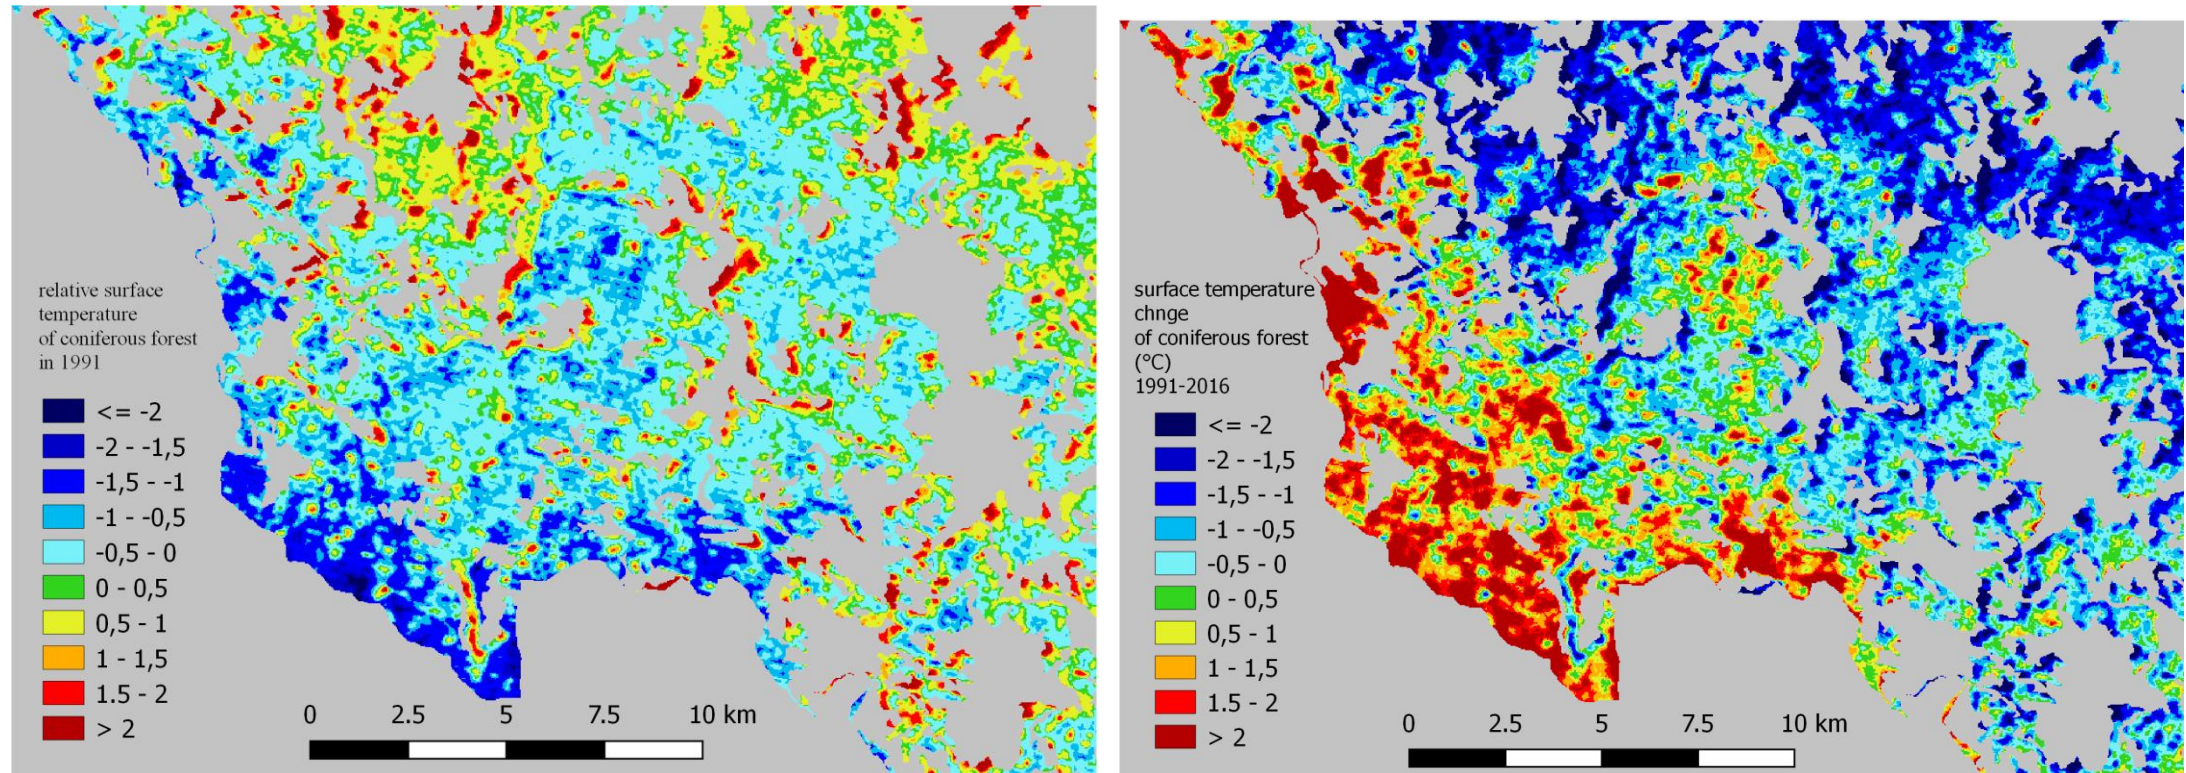 relative surface
temperature
of coniferous forest
in 1991
<= -2
-2 - -1,5
-1,5 - -1
-1 - -0,5
-0,5 - 0
0 - 0,5
0,5 - 1
1 - 1,5
1.5 - 2
> 2
0 2.5 5 7.5 10 km
surface temperature
chnge
of coniferous forest
(°C)
1991-2016
<= -2
-2 - -1,5
-1,5 - -1
-1 - -0,5
-0,5 - 0
0 - 0,5
0,5 - 1
1 - 1,5
1.5 - 2
> 2
0 2.5 5 7.5 10 km